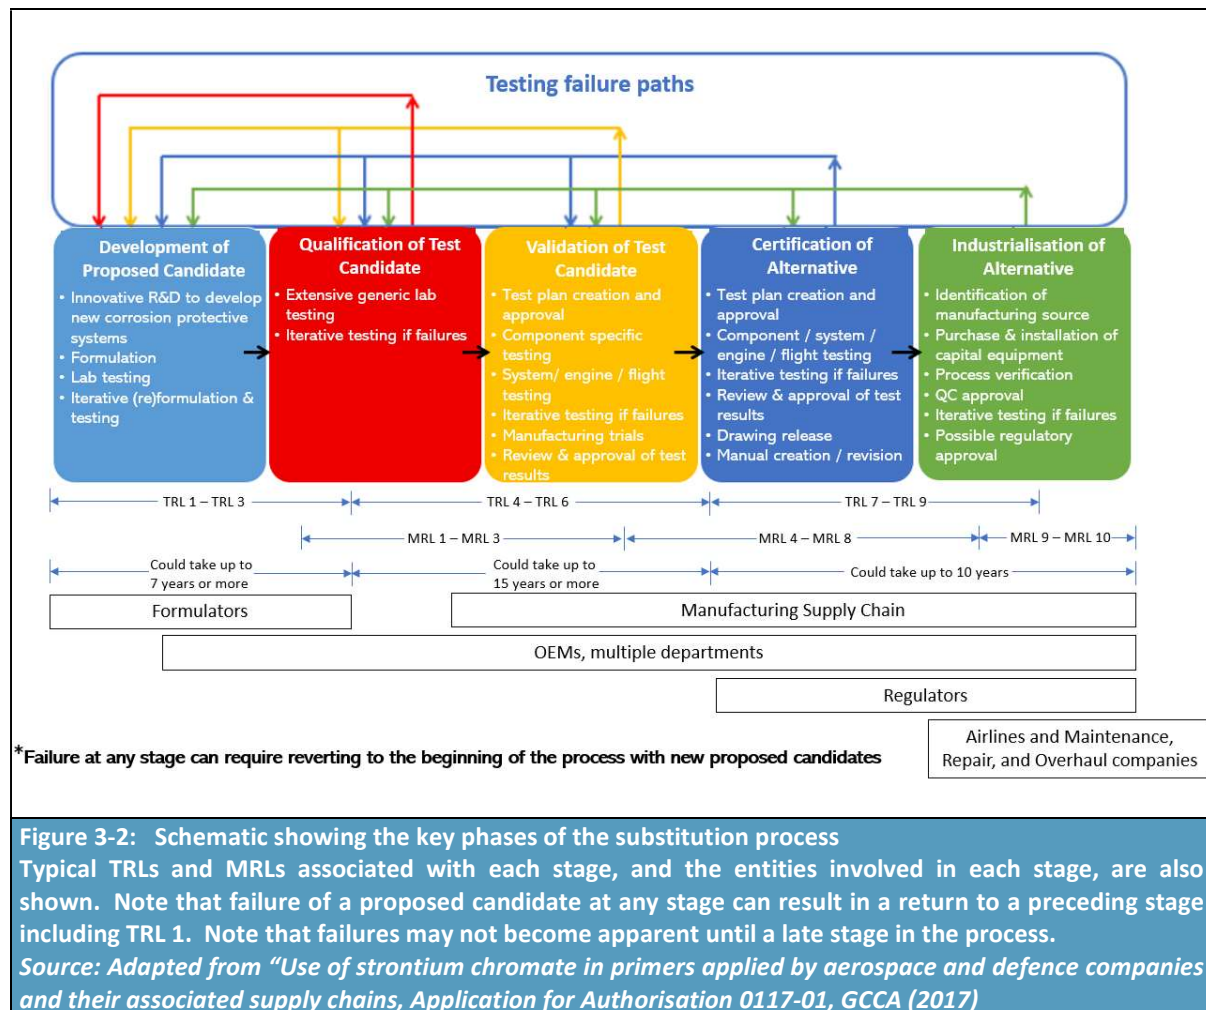 Testing failure paths
Development of
Proposed Candidate
• Innovative R&D to develop
new corrosion protective
systems
• Formulation
• Lab testing
• Iterative (re)formulation &
testing
Qualification of Test
Candidate
• Extensive generic lab
testing
• Iterative testing if failures
Validation of Test
Candidate
• Test plan creation and
approval
• Component specific
testing
• System/ engine / flight
testing
• Iterative testing if failures
• Manufacturing trials
• Review & approval of test
results
Certification of
Alternative
• Test plan creation and
approval
• Component / system /
engine / flight testing
• Iterative testing if failures
• Review & approval of test
results
• Drawing release
• Manual creation / revision
Industrialisation of
Alternative
• Identification of
manufacturing source
• Purchase & installation of
capital equipment
• Process verification
• QC approval
• Iterative testing if failures
• Possible regulatory
approval
TRL 1 – TRL 3
TRL 4 – TRL 6
TRL 7 – TRL 9
MRL 1 – MRL 3
MRL 4 – MRL 8
MRL 9 – MRL 10
Could take up to
7 years or more
Could take up to
15 years or more
Could take up to 10 years
Formulators
Manufacturing Supply Chain
OEMs, multiple departments
Regulators
Airlines and Maintenance,
Repair, and Overhaul companies
*Failure at any stage can require reverting to the beginning of the process with new proposed candidates
Figure 3-2: Schematic showing the key phases of the substitution process
Typical TRLs and MRLs associated with each stage, and the entities involved in each stage, are also
shown. Note that failure of a proposed candidate at any stage can result in a return to a preceding stage
including TRL 1. Note that failures may not become apparent until a late stage in the process.
Source: Adapted from “Use of strontium chromate in primers applied by aerospace and defence companies
and their associated supply chains, Application for Authorisation 0117-01, GCCA (2017)